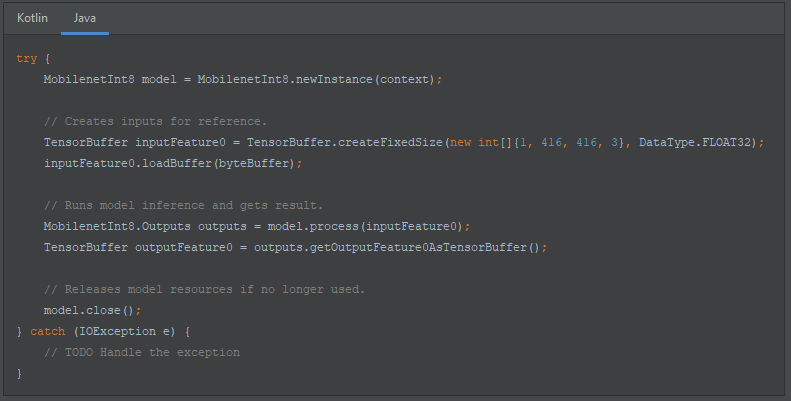 Kotlin Java
try {
MobilenetInt8 model = MobilenetInt8.newInstance(context);
// Creates inputs for reference.
TensorBuffer inputFeature0 = TensorBuffer.createFixedSize(new int[]{1, 416, 416, 3}, DataType.FLOAT32);
inputFeature0.loadBuffer(byteBuffer);
// Runs model inference and gets result.
MobilenetInt8.Outputs outputs = model.process(inputFeature0);
TensorBuffer outputFeature0 = outputs.getOutputFeature0AsTensorBuffer();
// Releases model resources if no longer used.
model.close();
} catch (IOException e) {
// TODO Handle the exception
}